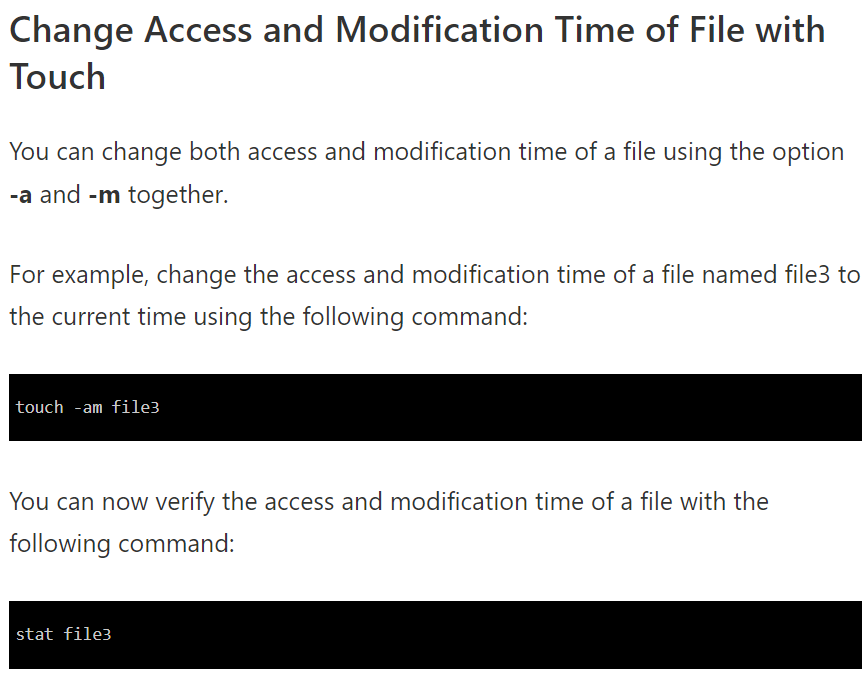 Change Access and Modification Time of File with
Touch
You can change both access and modification time of a file using the option
-a and -m together.
For example, change the access and modification time of a file named file3 to
the current time using the following command:
touch -am file3
You can now verify the access and modification time of a file with the
following command:
stat file3